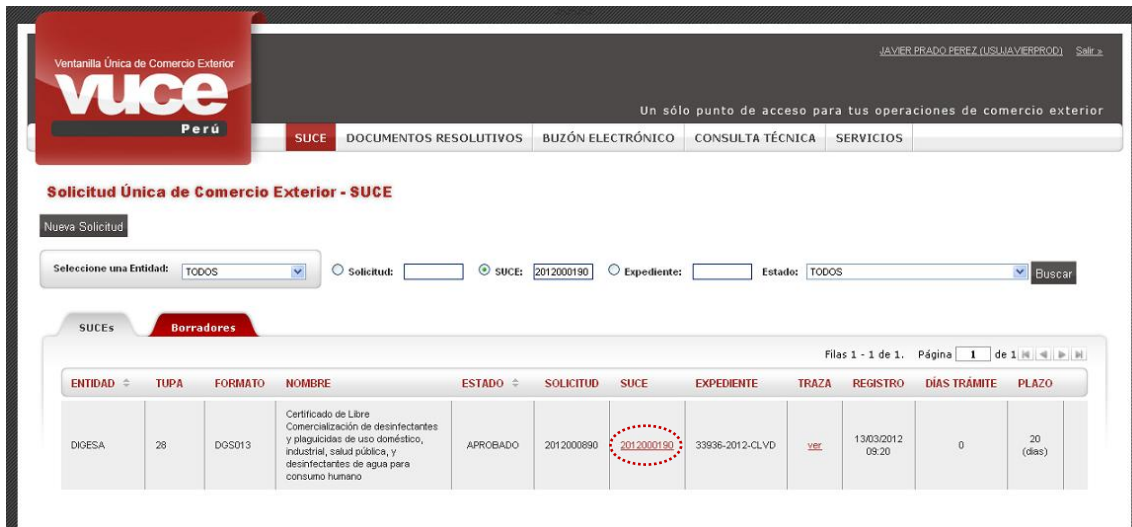 JAVIER PRADO PEREZ (USUJAVIERPROD) Salir »
Ventanilla Única de Comercio Exterior
vuce
Perú
Un sólo punto de acceso para tus operaciones de comercio exterior
SUCE DOCUMENTOS RESOLUTIVOS BUZÓN ELECTRÓNICO CONSULTA TÉCNICA SERVICIOS
Solicitud Única de Comercio Exterior - SUCE
Nueva Solicitud
Seleccione una Entidad: TODOS Solicitud: SUCE: 2012000190 Expediente: Estado: TODOS Buscar
SUCEs Borradores
Filas 1 - 1 de 1. Página 1 de 1
ENTIDAD TUPA FORMATO NOMBRE ESTADO SOLICITUD SUCE EXPEDIENTE TRAZA REGISTRO DÍAS TRÁMITE PLAZO
DIGESA 28 DGS013
Certificado de Libre
Comercialización de desinfectantes
y plaguicidas de uso doméstico,
industrial, salud pública, y
desinfectantes de agua para
consumo humano
APROBADO 2012000890 2012000190 33936-2012-CLVD ver
13/03/2012
09:20
0
20
(dias)